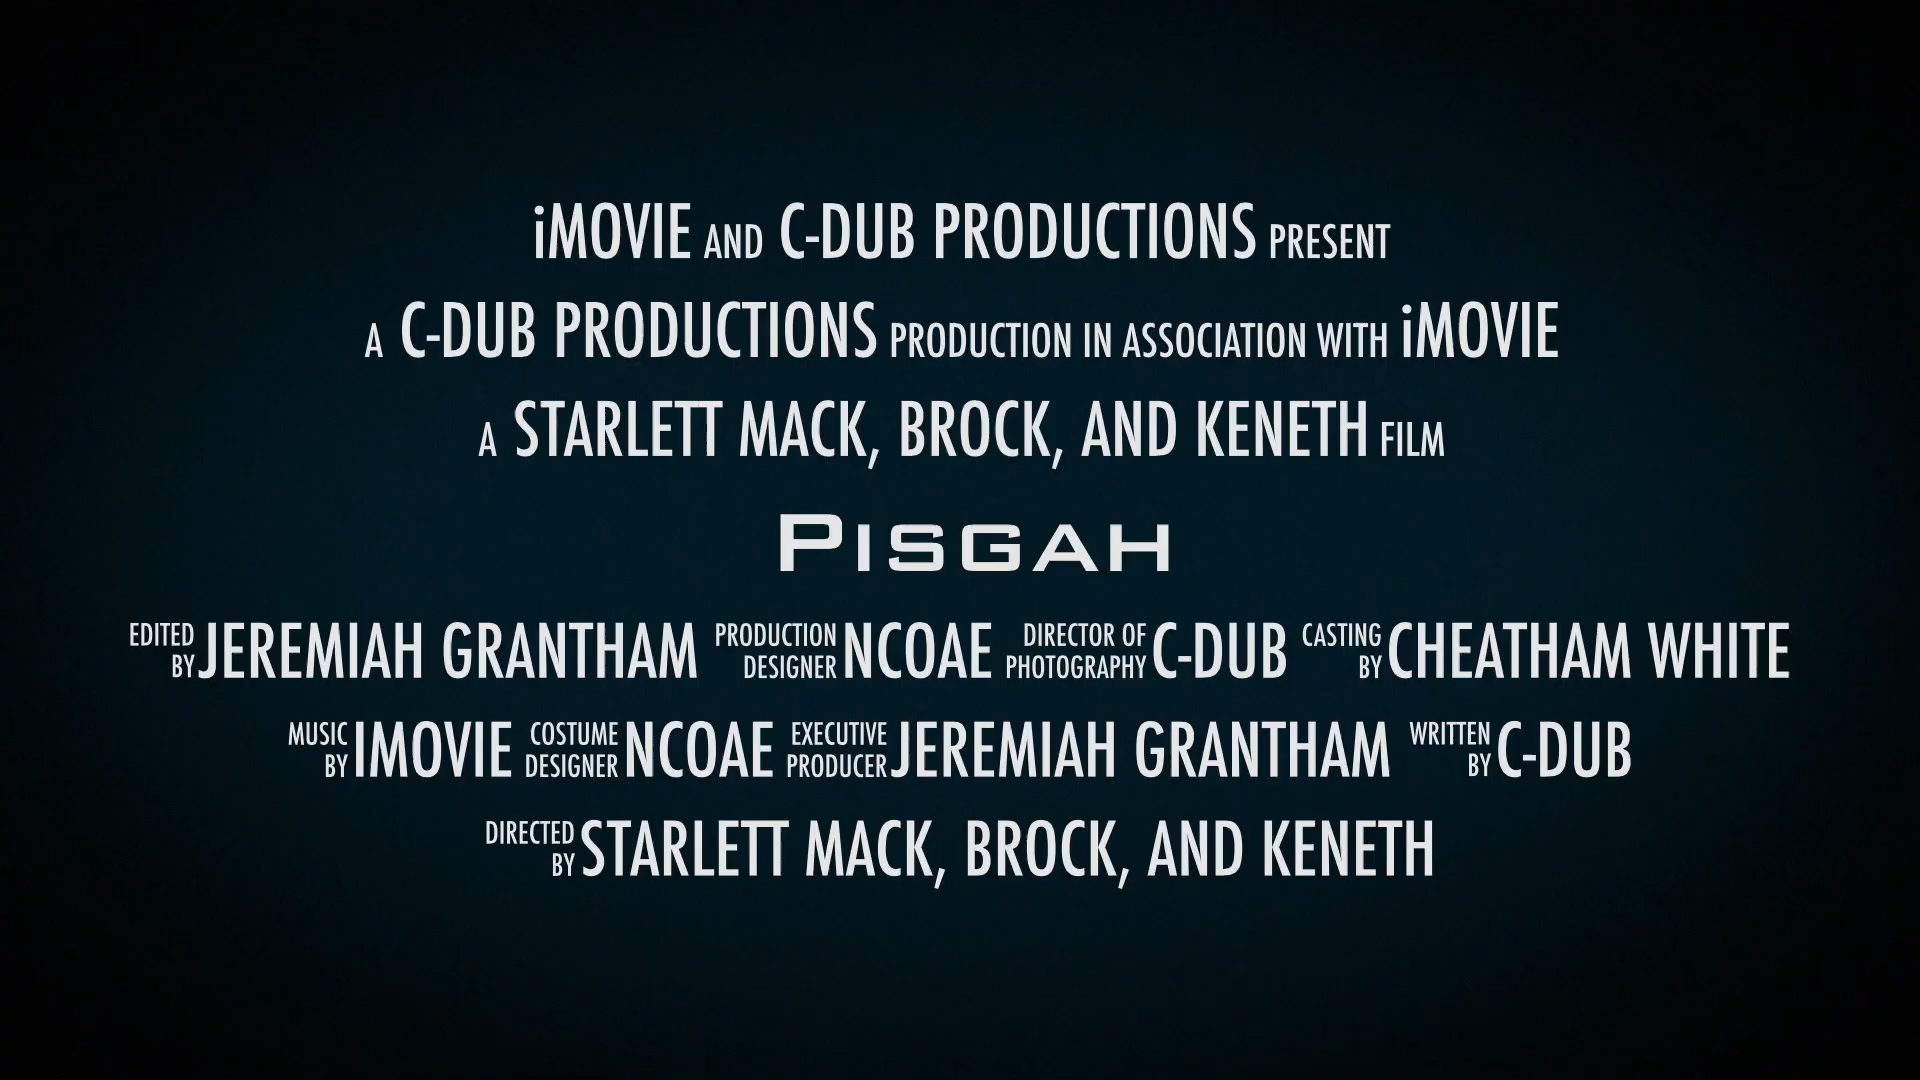 iMOVIE AND C-DUB PRODUCTIONS PRESENT
A C-DUB PRODUCTIONS PRODUCTION IN ASSOCIATION WITH iMOVIE
A STARLETT MACK, BROCK, AND KENETH FILM
PISGAH
EDITED BY JEREMIAH GRANTHAM PRODUCTION DESIGNER NCOAE DIRECTOR OF PHOTOGRAPHY C-DUB CASTING BY CHEATHAM WHITE
MUSIC BY IMOVIE COSTUME DESIGNER NCOAE EXECUTIVE PRODUCER JEREMIAH GRANTHAM WRITTEN BY C-DUB
DIRECTED BY STARLETT MACK, BROCK, AND KENETH